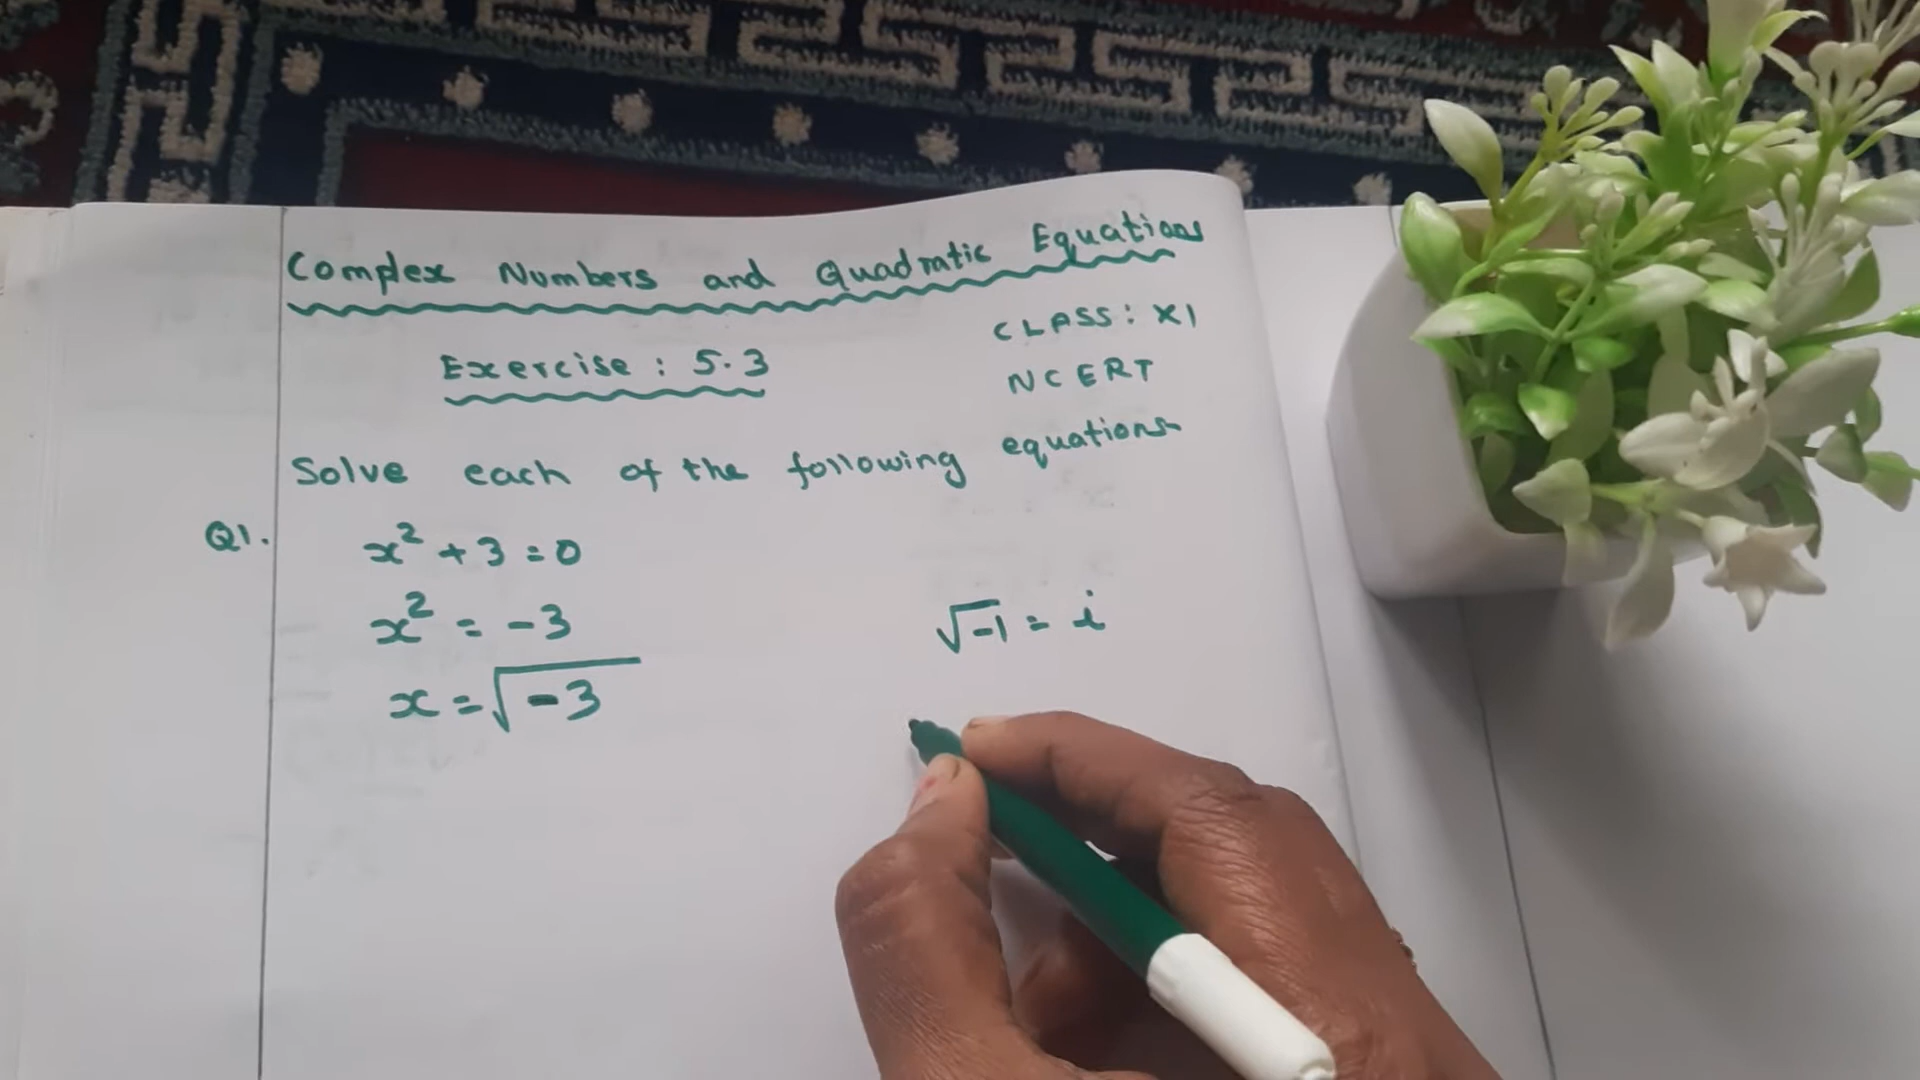 Complex Numbers and Quadratic Equations
CLASS: XI
Exercise : 5.3
NCERT
Solve each of the following equations
Q1. x² + 3 = 0
x² = -3
√-1 = i
x = √-3